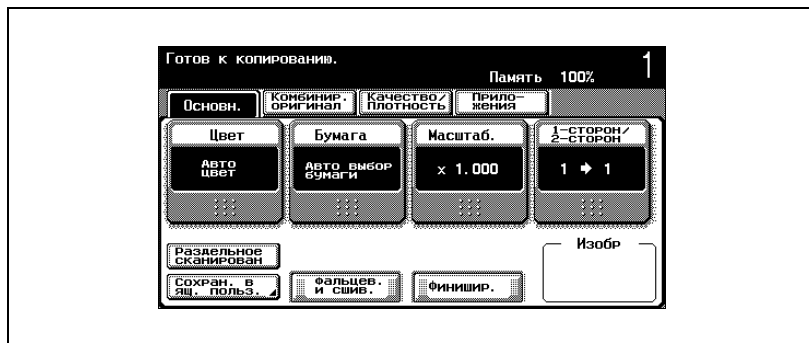 Готов к копированию.
Память 100% 1
Основн.
Комбинир.
оригинал
Качество/
плотность
Прило-
жения
Цвет
Авто
цвет
Бумага
Авто выбор
бумаги
Масштаб.
× 1.000
1-сторон/
2-сторон
1 ➔ 1
Раздельное
сканирован
Сохран. в
ящ. польз.
Фальцев.
и сшив.
Финишир.
Изобр